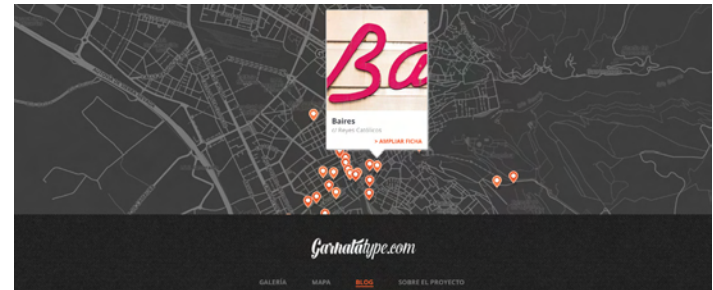 Ba
Baires
c/ Reyes Católicos
+ AMPLIAR FICHA
Garnatatype.com
GALERÍA MAPA BLOG SOBRE EL PROYECTO